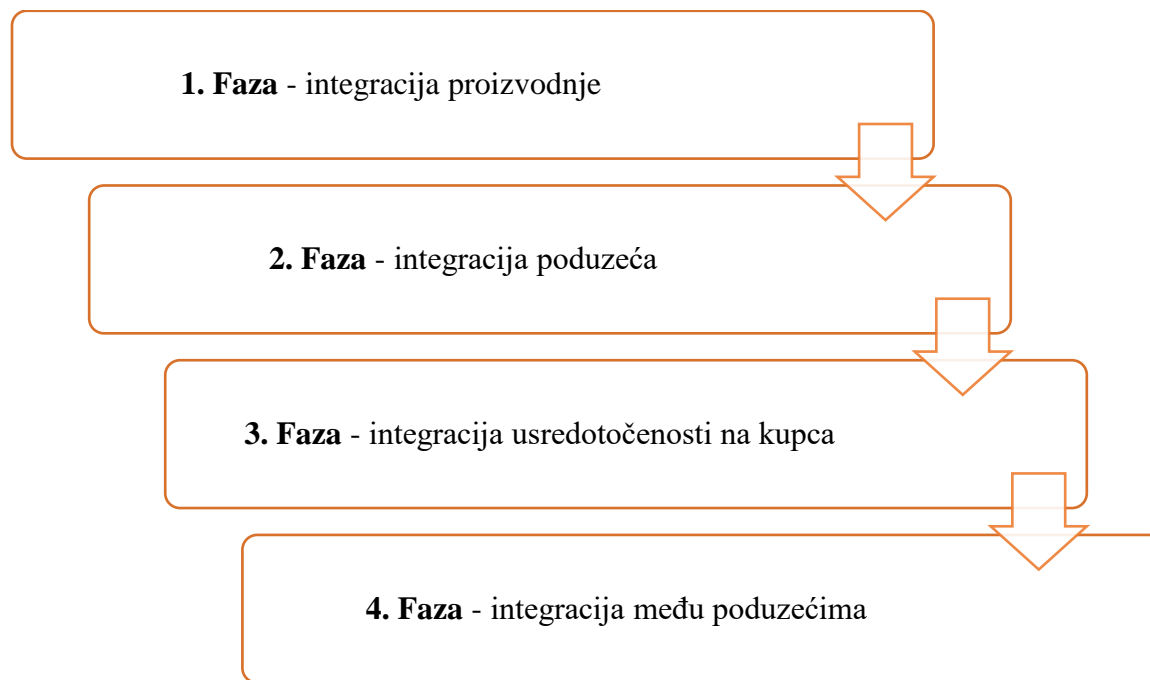 1. Faza - integracija proizvodnje
2. Faza - integracija poduzeća
3. Faza - integracija usredotočenosti na kupca
4. Faza - integracija među poduzećima